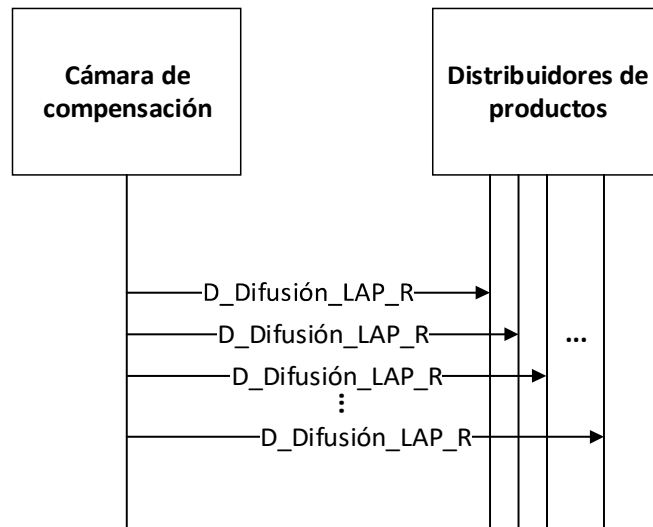 Cámara de
compensación
Distribuidores de
productos
D_Difusión_LAP_R
D_Difusión_LAP_R
...
D_Difusión_LAP_R
...
D_Difusión_LAP_R